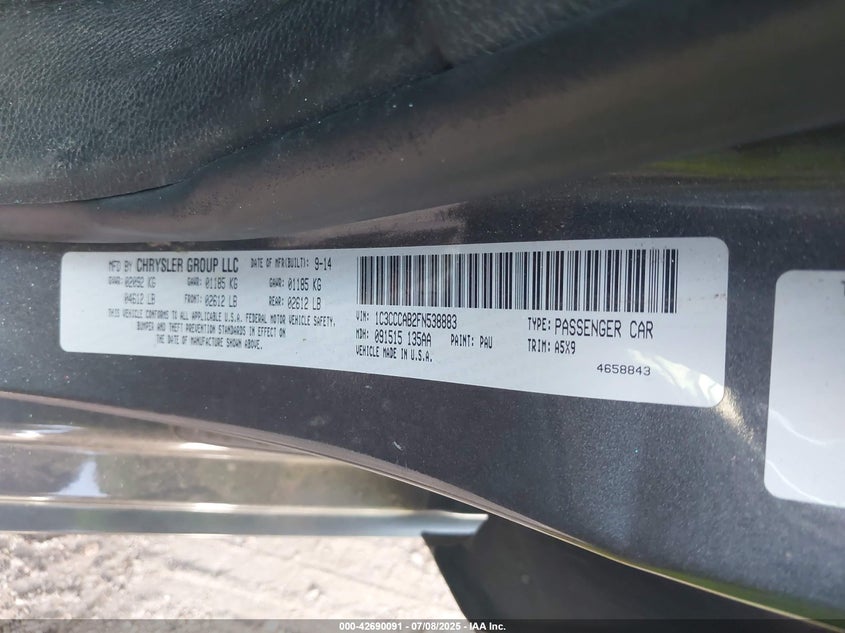 MFD BY CHRYSLER GROUP LLC DATE OF MFR(BUILT): 9-14
GVWR: 02092 KG GAWR: 01185 KG GAWR: 01185 KG
04612 LB FRONT: 02612 LB REAR: 02612 LB
THIS VEHICLE CONFORMS TO ALL APPLICABLE
U.S.A. FEDERAL MOTOR VEHICLE SAFETY,
BUMPER AND THEFT PREVENTION STANDARDS IN EFFECT ON
THE DATE OF MANUFACTURE SHOWN ABOVE.
VIN: 1C3CCCAB2FN538883 TYPE: PASSENGER CAR
MDH: 091515 135AA PAINT: PAU TRIM: A5X9
VEHICLE MADE IN U.S.A.
4658843
000-42690091 - 07/08/2025 - IAA Inc.